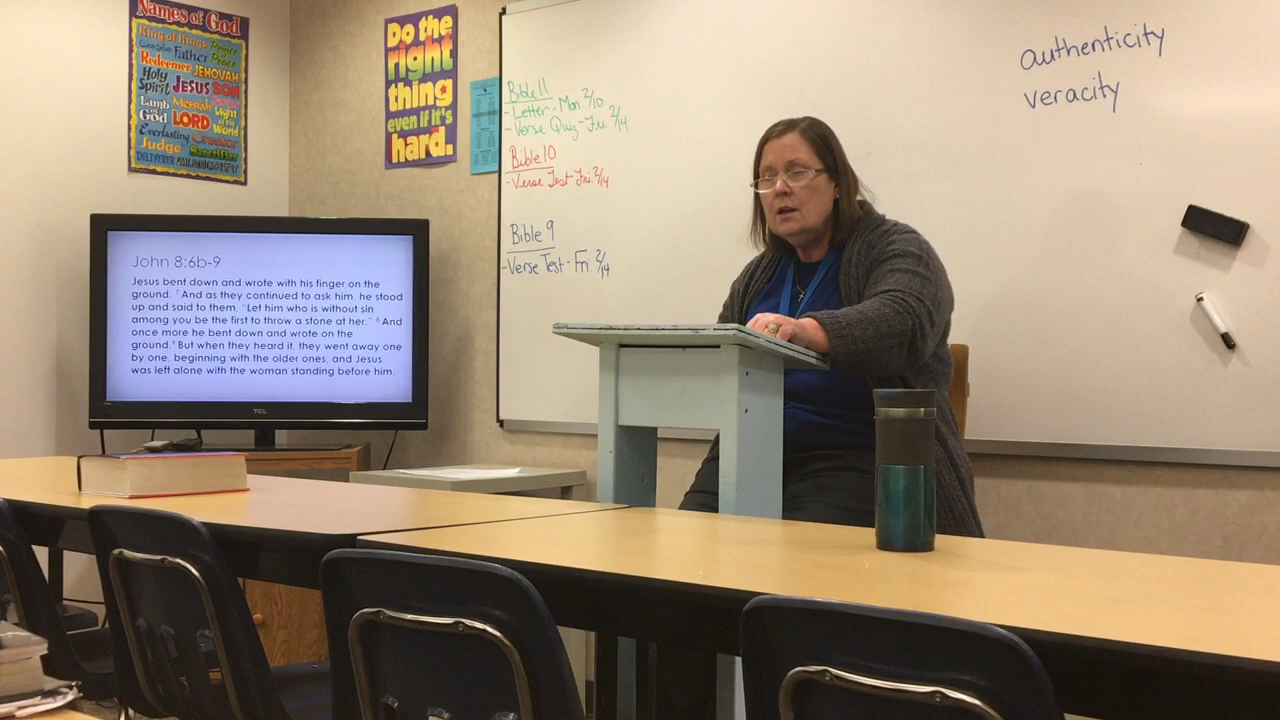 Names of God
King of Kings Prince
Counselor Father of Peace
Redeemer JEHOVAH
Holy
Spirit JESUS SON
Lamb Messiah Light
of God LORD of the World
Everlasting Creator
Judge Sanctifier
DELIVERER ALMIGHTY
Do the
right
thing
even if it's
hard.
Bible 11
- Letter - Mon 2/10
- Verse Quiz - Fri 2/14
Bible 10
- Verse Test - Fri. 2/14
Bible 9
- Verse Test - Fri. 2/14
authenticity
veracity
John 8:6b-9
Jesus bent down and wrote with his finger on the
ground. 7 And as they continued to ask him, he stood
up and said to them, "Let him who is without sin
among you be the first to throw a stone at her." 8 And
once more he bent down and wrote on the
ground. 9 But when they heard it, they went away one
by one, beginning with the older ones, and Jesus
was left alone with the woman standing before him.
TCL